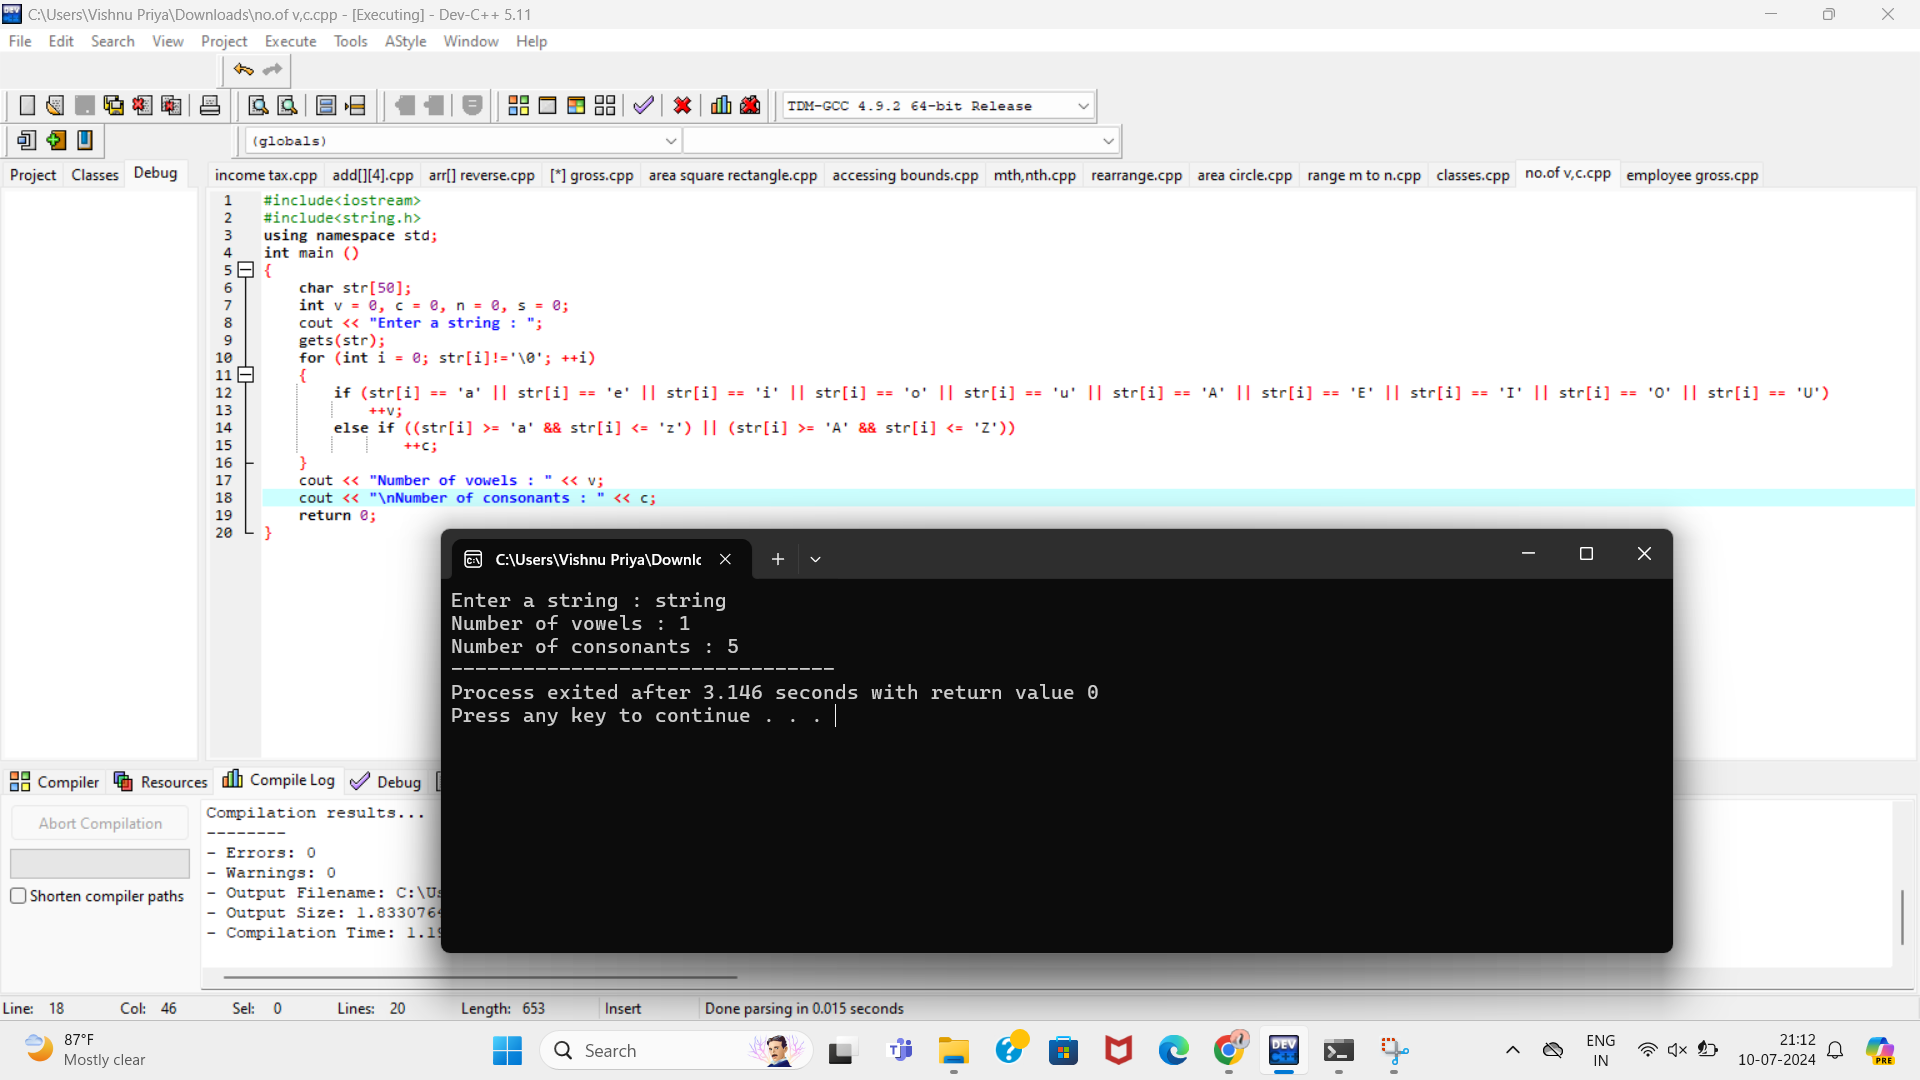 C:\Users\Vishnu Priya\Downloads\no.of v,c.cpp - [Executing] - Dev-C++ 5.11
File Edit Search View Project Execute Tools AStyle Window Help
TDM-GCC 4.9.2 64-bit Release
(globals)
Project Classes Debug
income tax.cpp add[][4].cpp arr[] reverse.cpp [*] gross.cpp area square rectangle.cpp accessing bounds.cpp mth,nth.cpp rearrange.cpp area circle.cpp range m to n.cpp classes.cpp no.of v,c.cpp employee gross.cpp
1 #include<iostream>
2 #include<string.h>
3 using namespace std;
4 int main ()
5 {
6 char str[50];
7 int v = 0, c = 0, n = 0, s = 0;
8 cout << "Enter a string : ";
9 gets(str);
10 for (int i = 0; str[i]!='\0'; ++i)
11 {
12 if (str[i] == 'a' || str[i] == 'e' || str[i] == 'i' || str[i] == 'o' || str[i] == 'u' || str[i] == 'A' || str[i] == 'E' || str[i] == 'I' || str[i] == 'O' || str[i] == 'U')
13 ++v;
14 else if ((str[i] >= 'a' && str[i] <= 'z') || (str[i] >= 'A' && str[i] <= 'Z'))
15 ++c;
16 }
17 cout << "Number of vowels : " << v;
18 cout << "\nNumber of consonants : " << c;
19 return 0;
20 }
C:\Users\Vishnu Priya\Downlo
Enter a string : string
Number of vowels : 1
Number of consonants : 5
--------------------------------
Process exited after 3.146 seconds with return value 0
Press any key to continue . . .
Compiler Resources Compile Log Debug
Abort Compilation
Shorten compiler paths
Compilation results...
--------
- Errors: 0
- Warnings: 0
- Output Filename: C:\Us
- Output Size: 1.8330764
- Compilation Time: 1.19
Line: 18 Col: 46 Sel: 0 Lines: 20 Length: 653 Insert Done parsing in 0.015 seconds
87°F
Mostly clear
Search
DEV
PRE
ENG
IN
21:12
10-07-2024